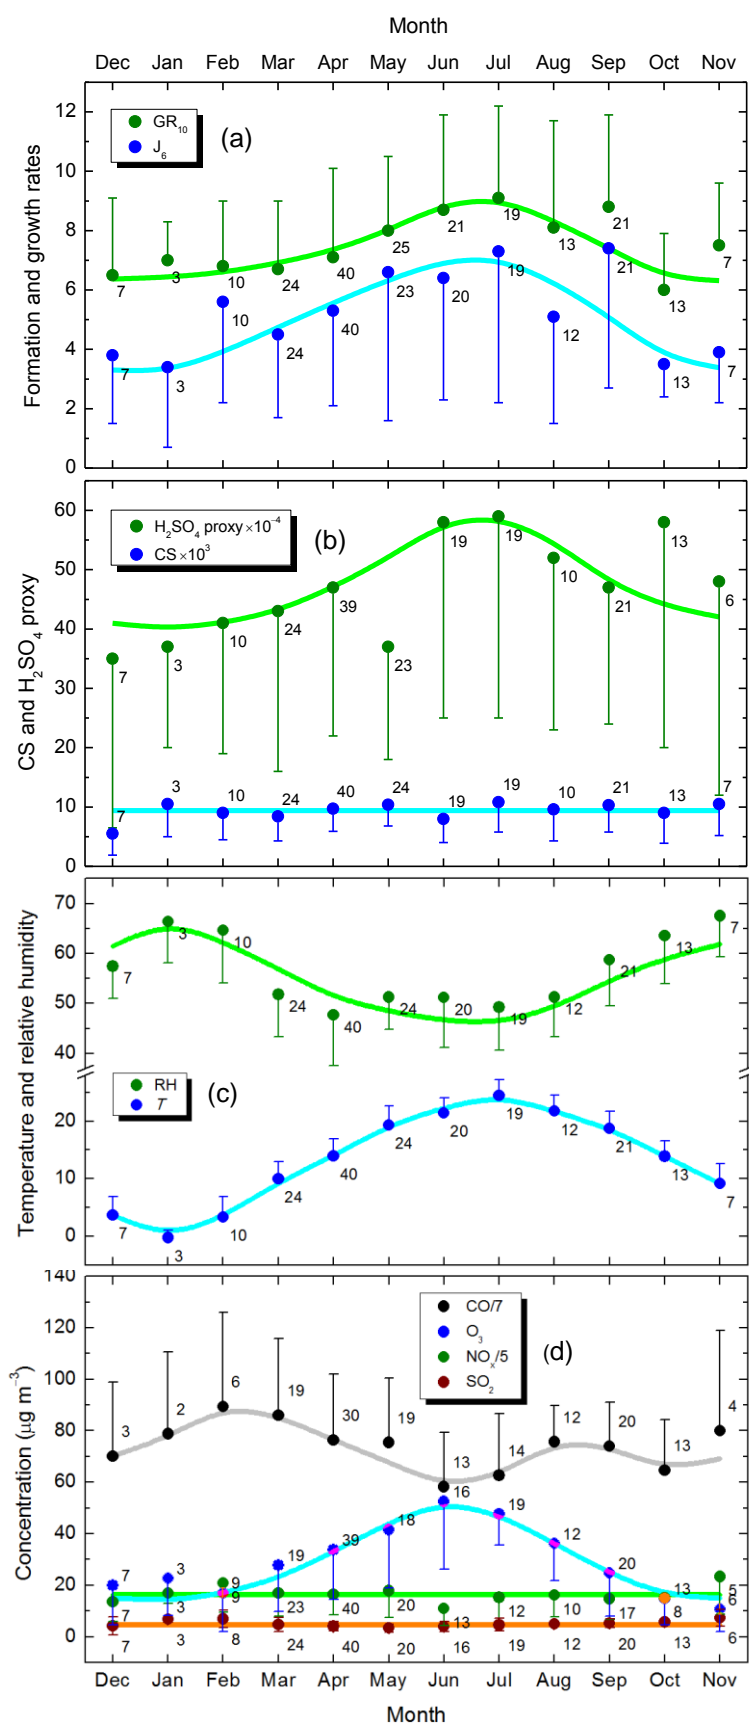 Month
Dec Jan Feb Mar Apr May Jun Jul Aug Sep Oct Nov
Formation and growth rates
12
10
8
6
4
2
0
GR10
J6
(a)
7 3 10 24 40 25 21 19 13 21 13 7
7 3 10 24 40 23 20 19 12 21 13 7
CS and H2SO4 proxy
60
50
40
30
20
10
0
H2SO4 proxy×10−4
CS×103
(b)
7 3 10 24 39 23 19 19 10 21 13 6
7 3 10 24 40 24 19 19 10 21 13 7
Temperature and relative humidity
70
60
50
40
20
10
0
RH
T
(c)
7 3 10 24 40 24 20 19 12 21 13 7
7 3 10 24 40 24 20 19 12 21 13 7
Concentration (μg m−3)
140
120
100
80
60
40
20
0
CO/7
O3
NOx/5
SO2
(d)
3 2 6 19 30 19 13 14 12 20 13 4
7 3 9 19 39 18 16 19 12 20 13 5
7 3 9 23 40 20 13 12 10 17 8 6
7 3 8 24 40 20 16 19 12 20 13 6
Dec Jan Feb Mar Apr May Jun Jul Aug Sep Oct Nov
Month